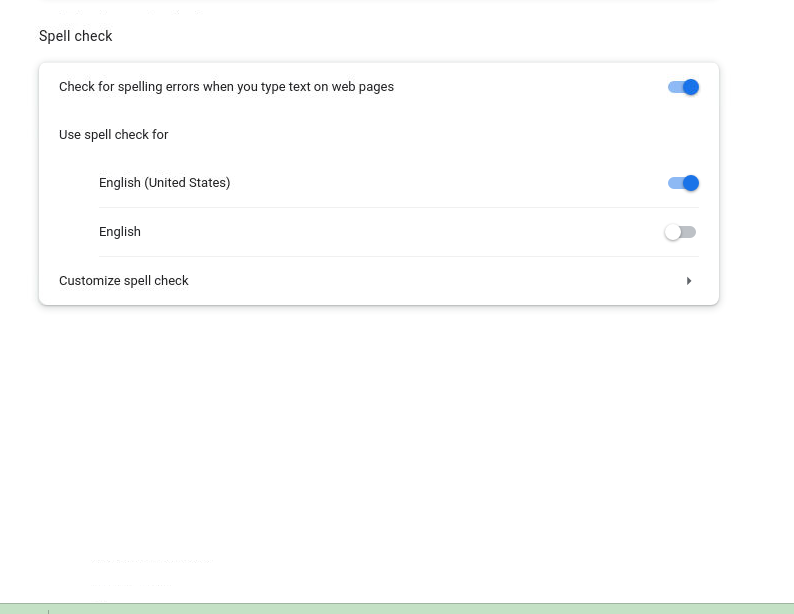 Spell check
Check for spelling errors when you type text on web pages
Use spell check for
English (United States)
English
Customize spell check